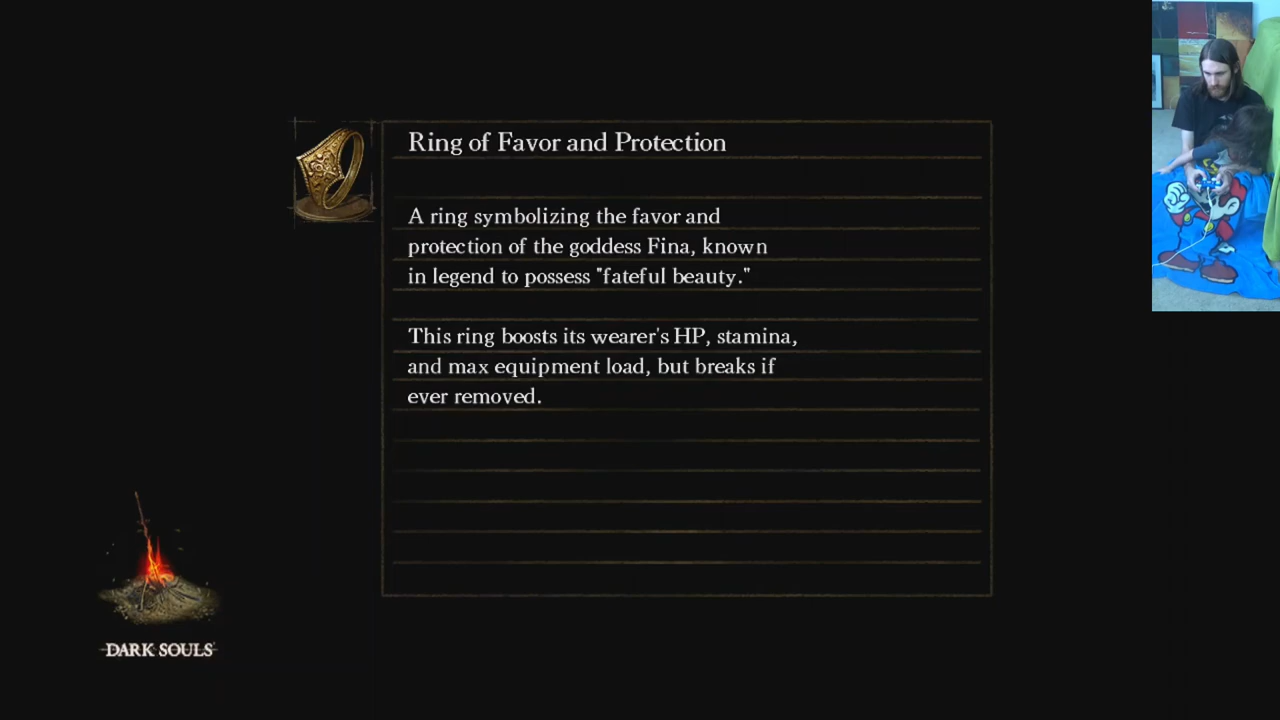 Ring of Favor and Protection
A ring symbolizing the favor and
protection of the goddess Fina, known
in legend to possess "fateful beauty."
This ring boosts its wearer's HP, stamina,
and max equipment load, but breaks if
ever removed.
DARK SOULS